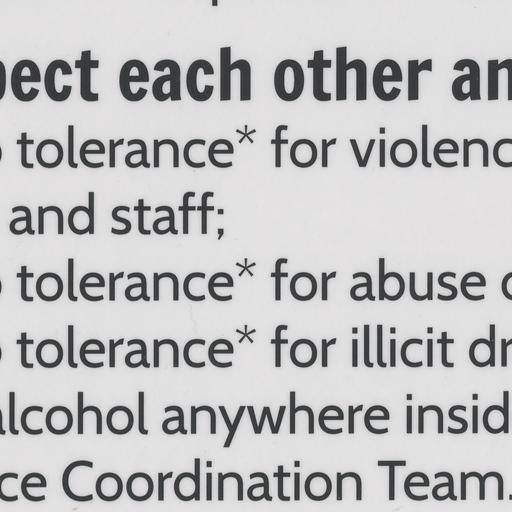 pect each other an
o tolerance* for violenc
and staff;
o tolerance* for abuse o
o tolerance* for illicit dr
alcohol anywhere insid
ce Coordination Team.